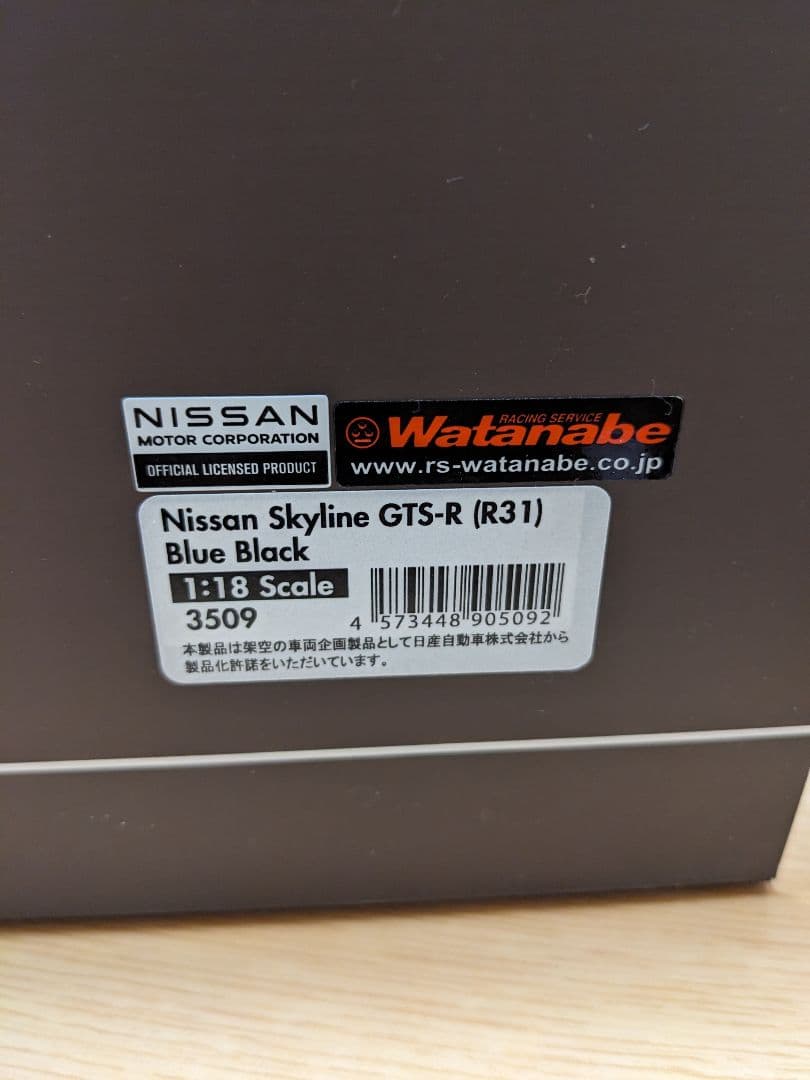 NISSAN
MOTOR CORPORATION
OFFICIAL LICENSED PRODUCT
RACING SERVICE
Watanabe
www.rs-watanabe.co.jp
Nissan Skyline GTS-R (R31)
Blue Black
1:18 Scale
3509
4 573448 905092
本製品は架空の車両企画製品として日産自動車株式会社から
製品化許諾をいただいています。